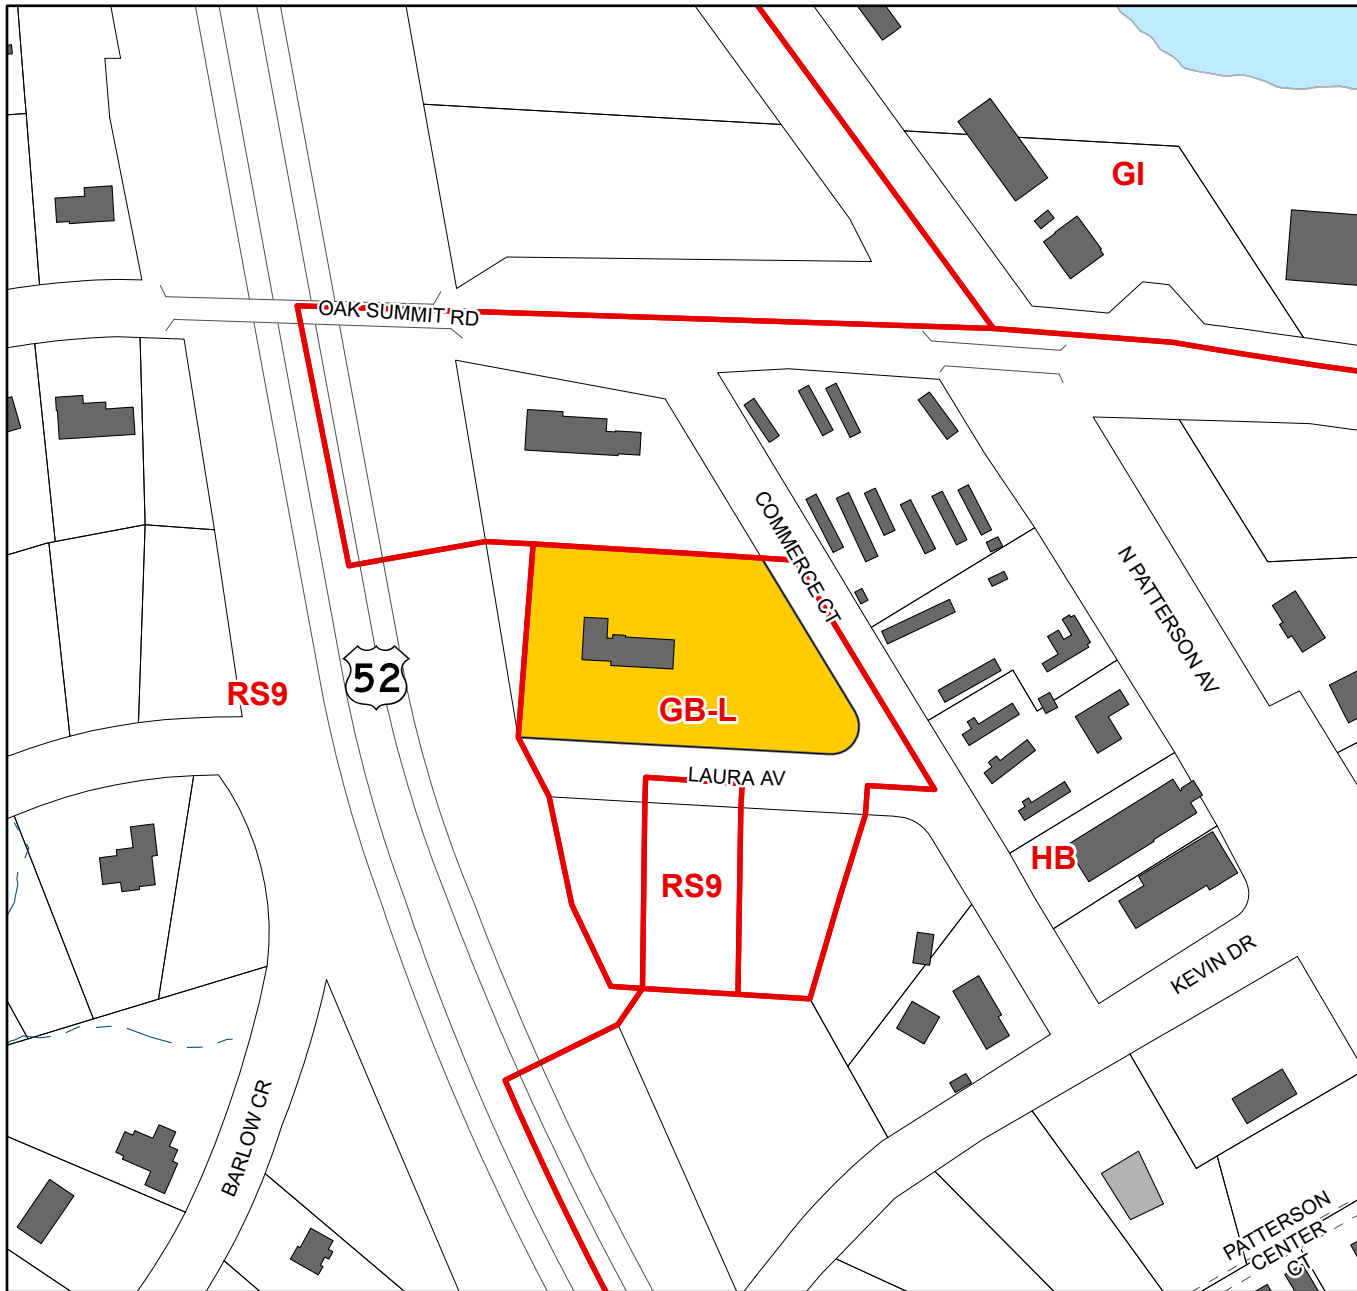 GI
OAK SUMMIT RD
COMMERCE CT
N PATTERSON AV
52
RS9
GB-L
LAURA AV
HB
RS9
KEVIN DR
BARLOW CR
PATTERSON
CENTER
CT